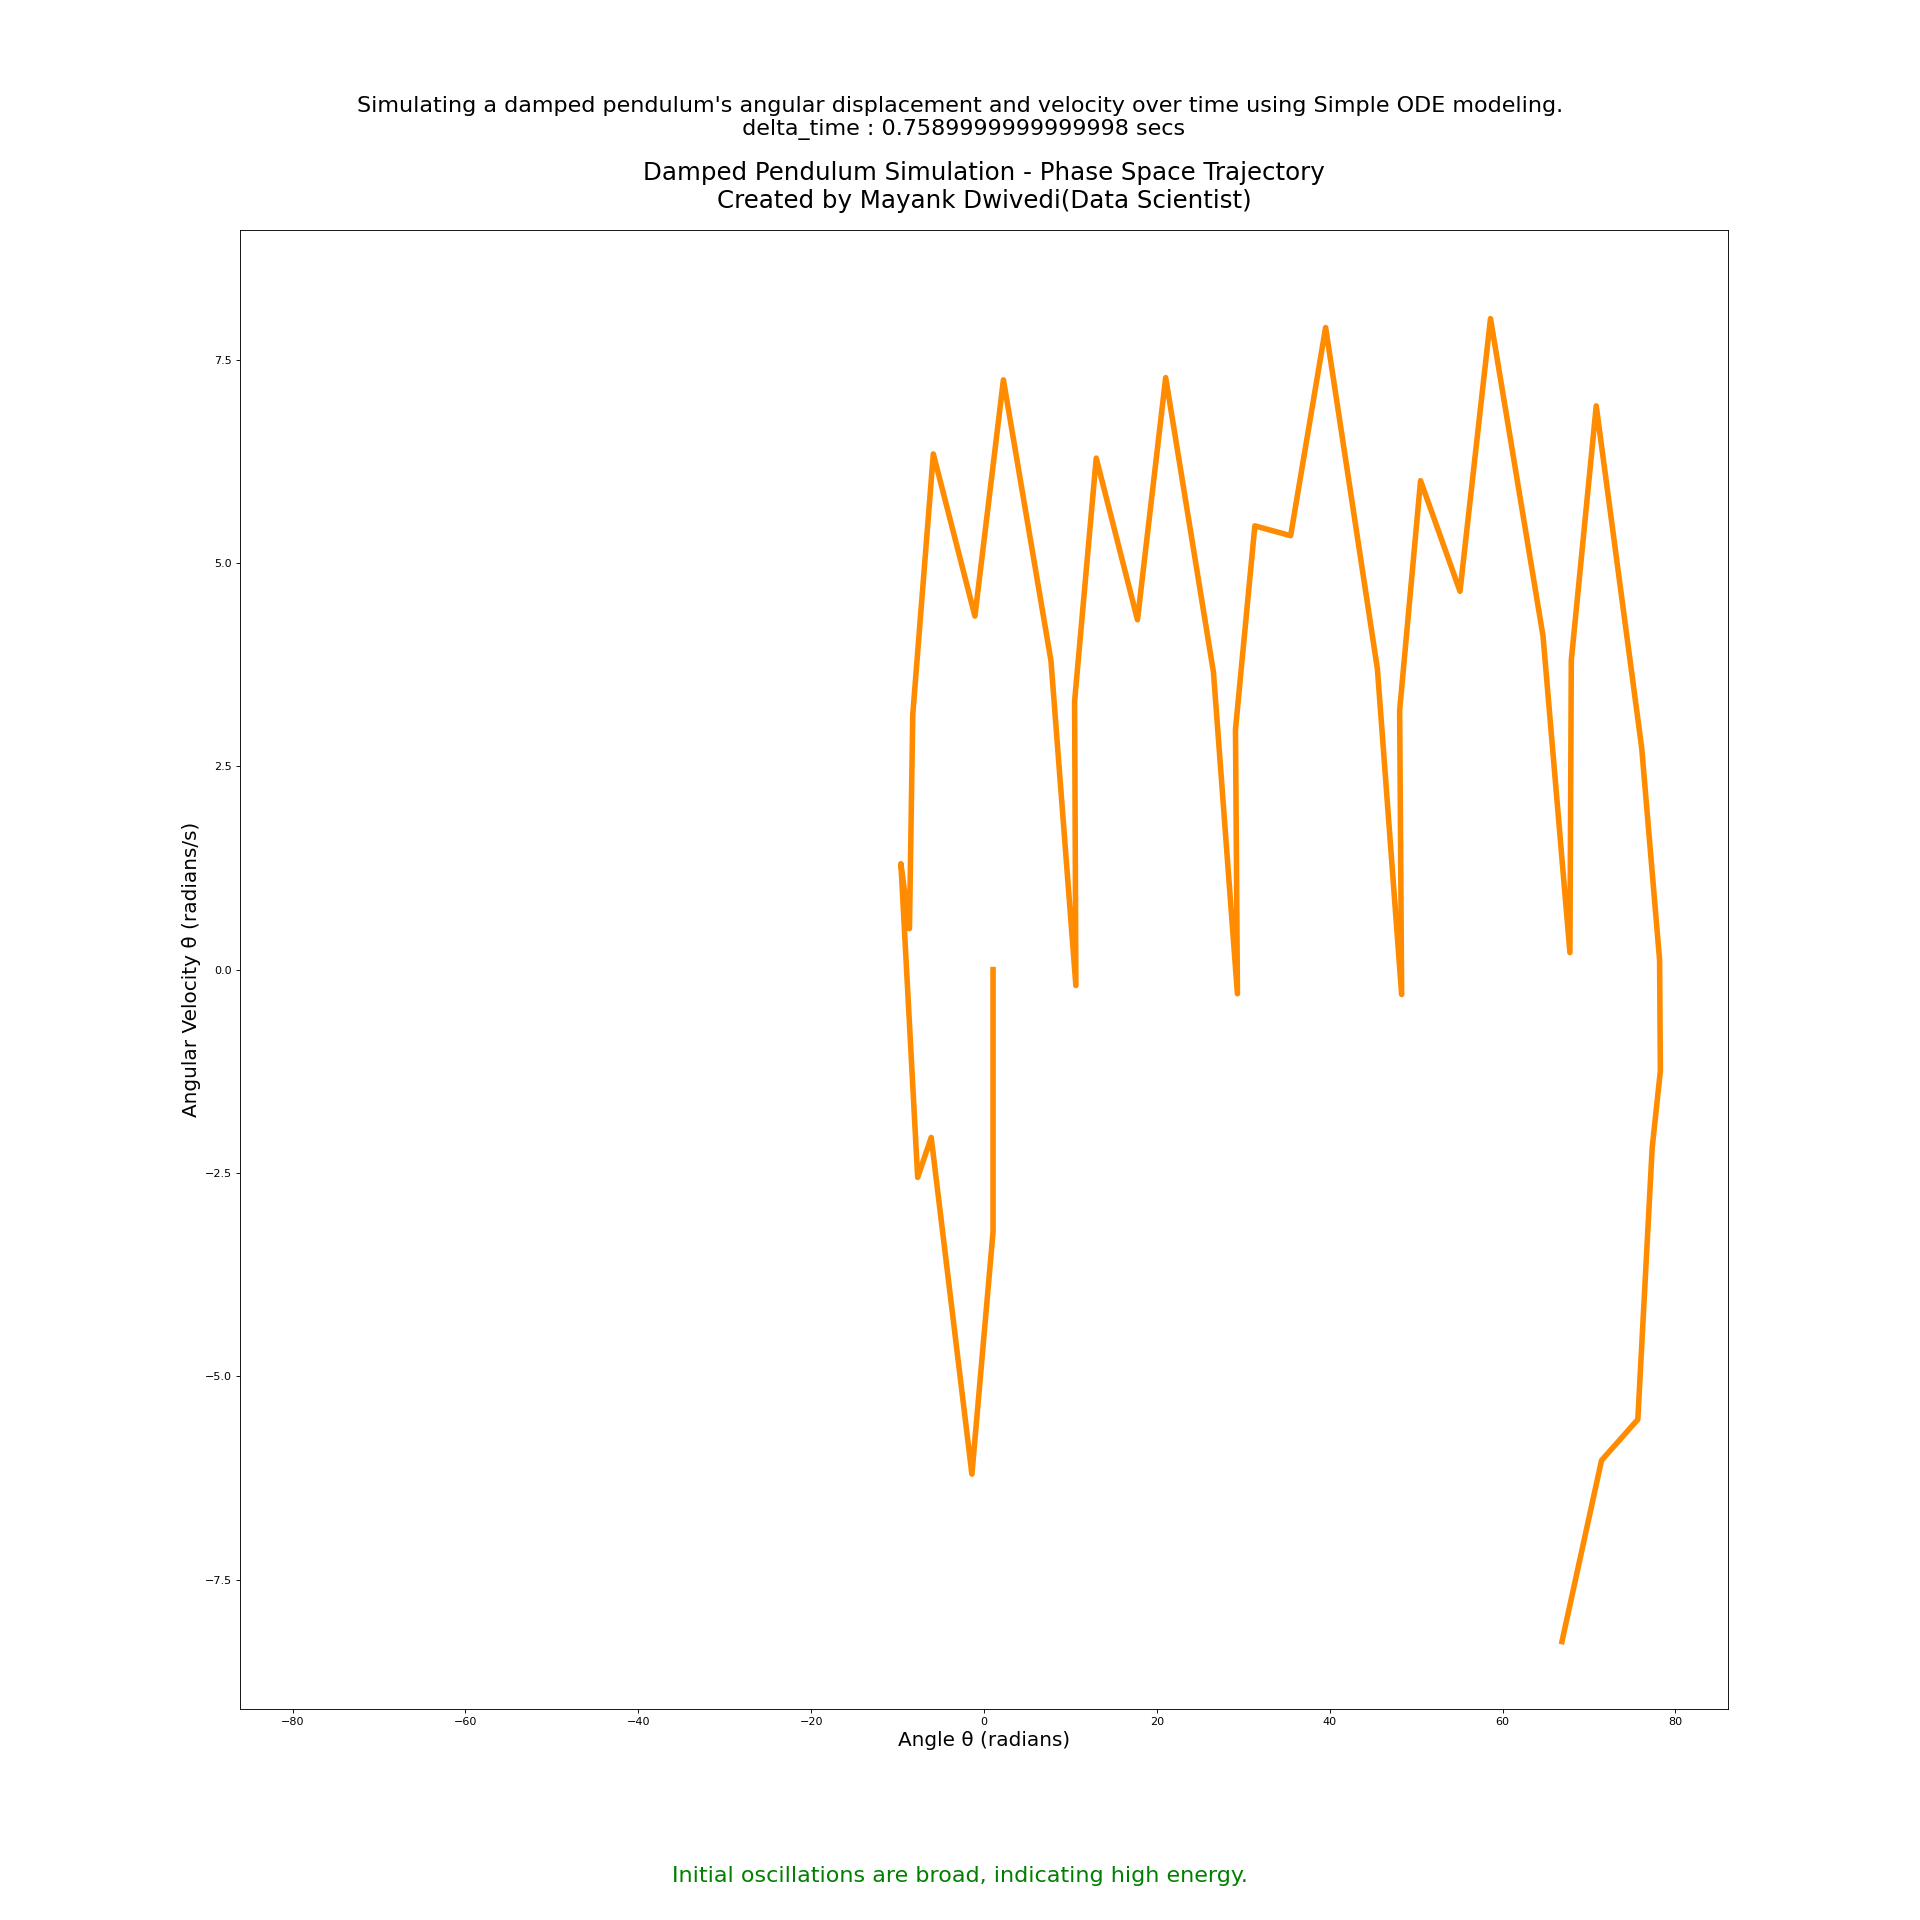 Simulating a damped pendulum's angular displacement and velocity over time using Simple ODE modeling.
delta_time : 0.7589999999999998 secs
Damped Pendulum Simulation - Phase Space Trajectory
Created by Mayank Dwivedi(Data Scientist)
Angular Velocity θ (radians/s)
7.5
5.0
2.5
0.0
−2.5
−5.0
−7.5
−80
−60
−40
−20
0
20
40
60
80
Angle θ (radians)
Initial oscillations are broad, indicating high energy.